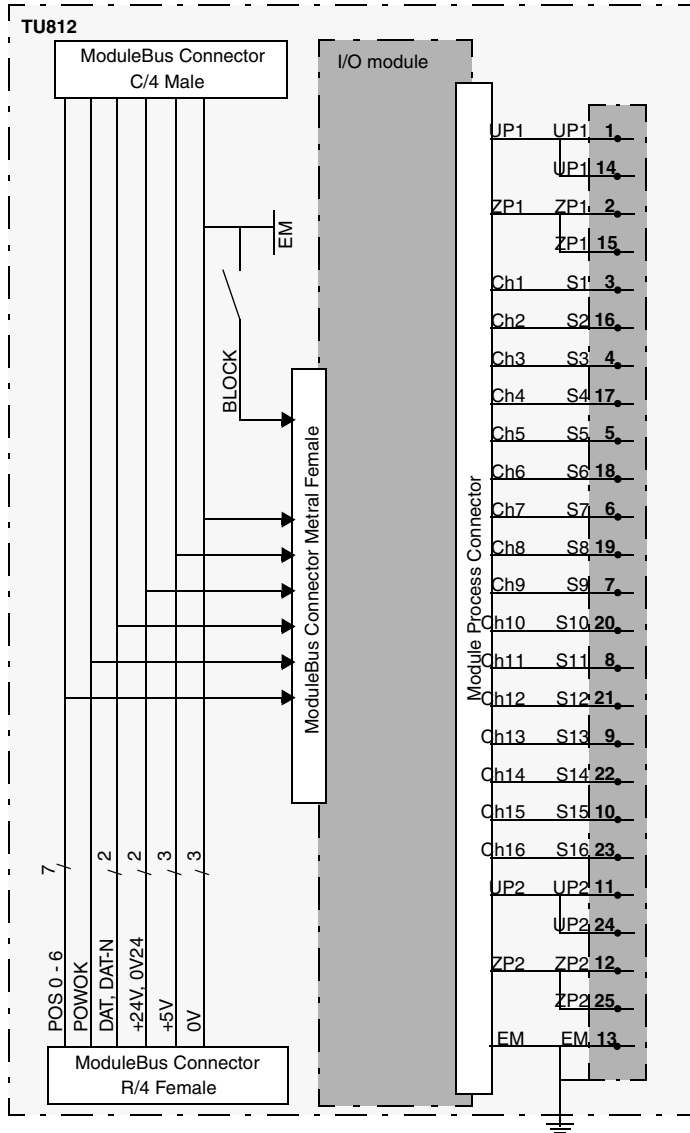 TU812
ModuleBus Connector
C/4 Male
I/O module
EM
BLOCK
ModuleBus Connector Metral Female
Module Process Connector
UP1 UP1 1
UP1 14
ZP1 ZP1 2
ZP1 15
Ch1 S1 3
Ch2 S2 16
Ch3 S3 4
Ch4 S4 17
Ch5 S5 5
Ch6 S6 18
Ch7 S7 6
Ch8 S8 19
Ch9 S9 7
Ch10 S10 20
Ch11 S11 8
Ch12 S12 21
Ch13 S13 9
Ch14 S14 22
Ch15 S15 10
Ch16 S16 23
UP2 UP2 11
UP2 24
ZP2 ZP2 12
ZP2 25
EM EM 13
7
2
2
3
3
POS 0 - 6
POWOK
DAT, DAT-N
+24V, 0V24
+5V
0V
ModuleBus Connector
R/4 Female